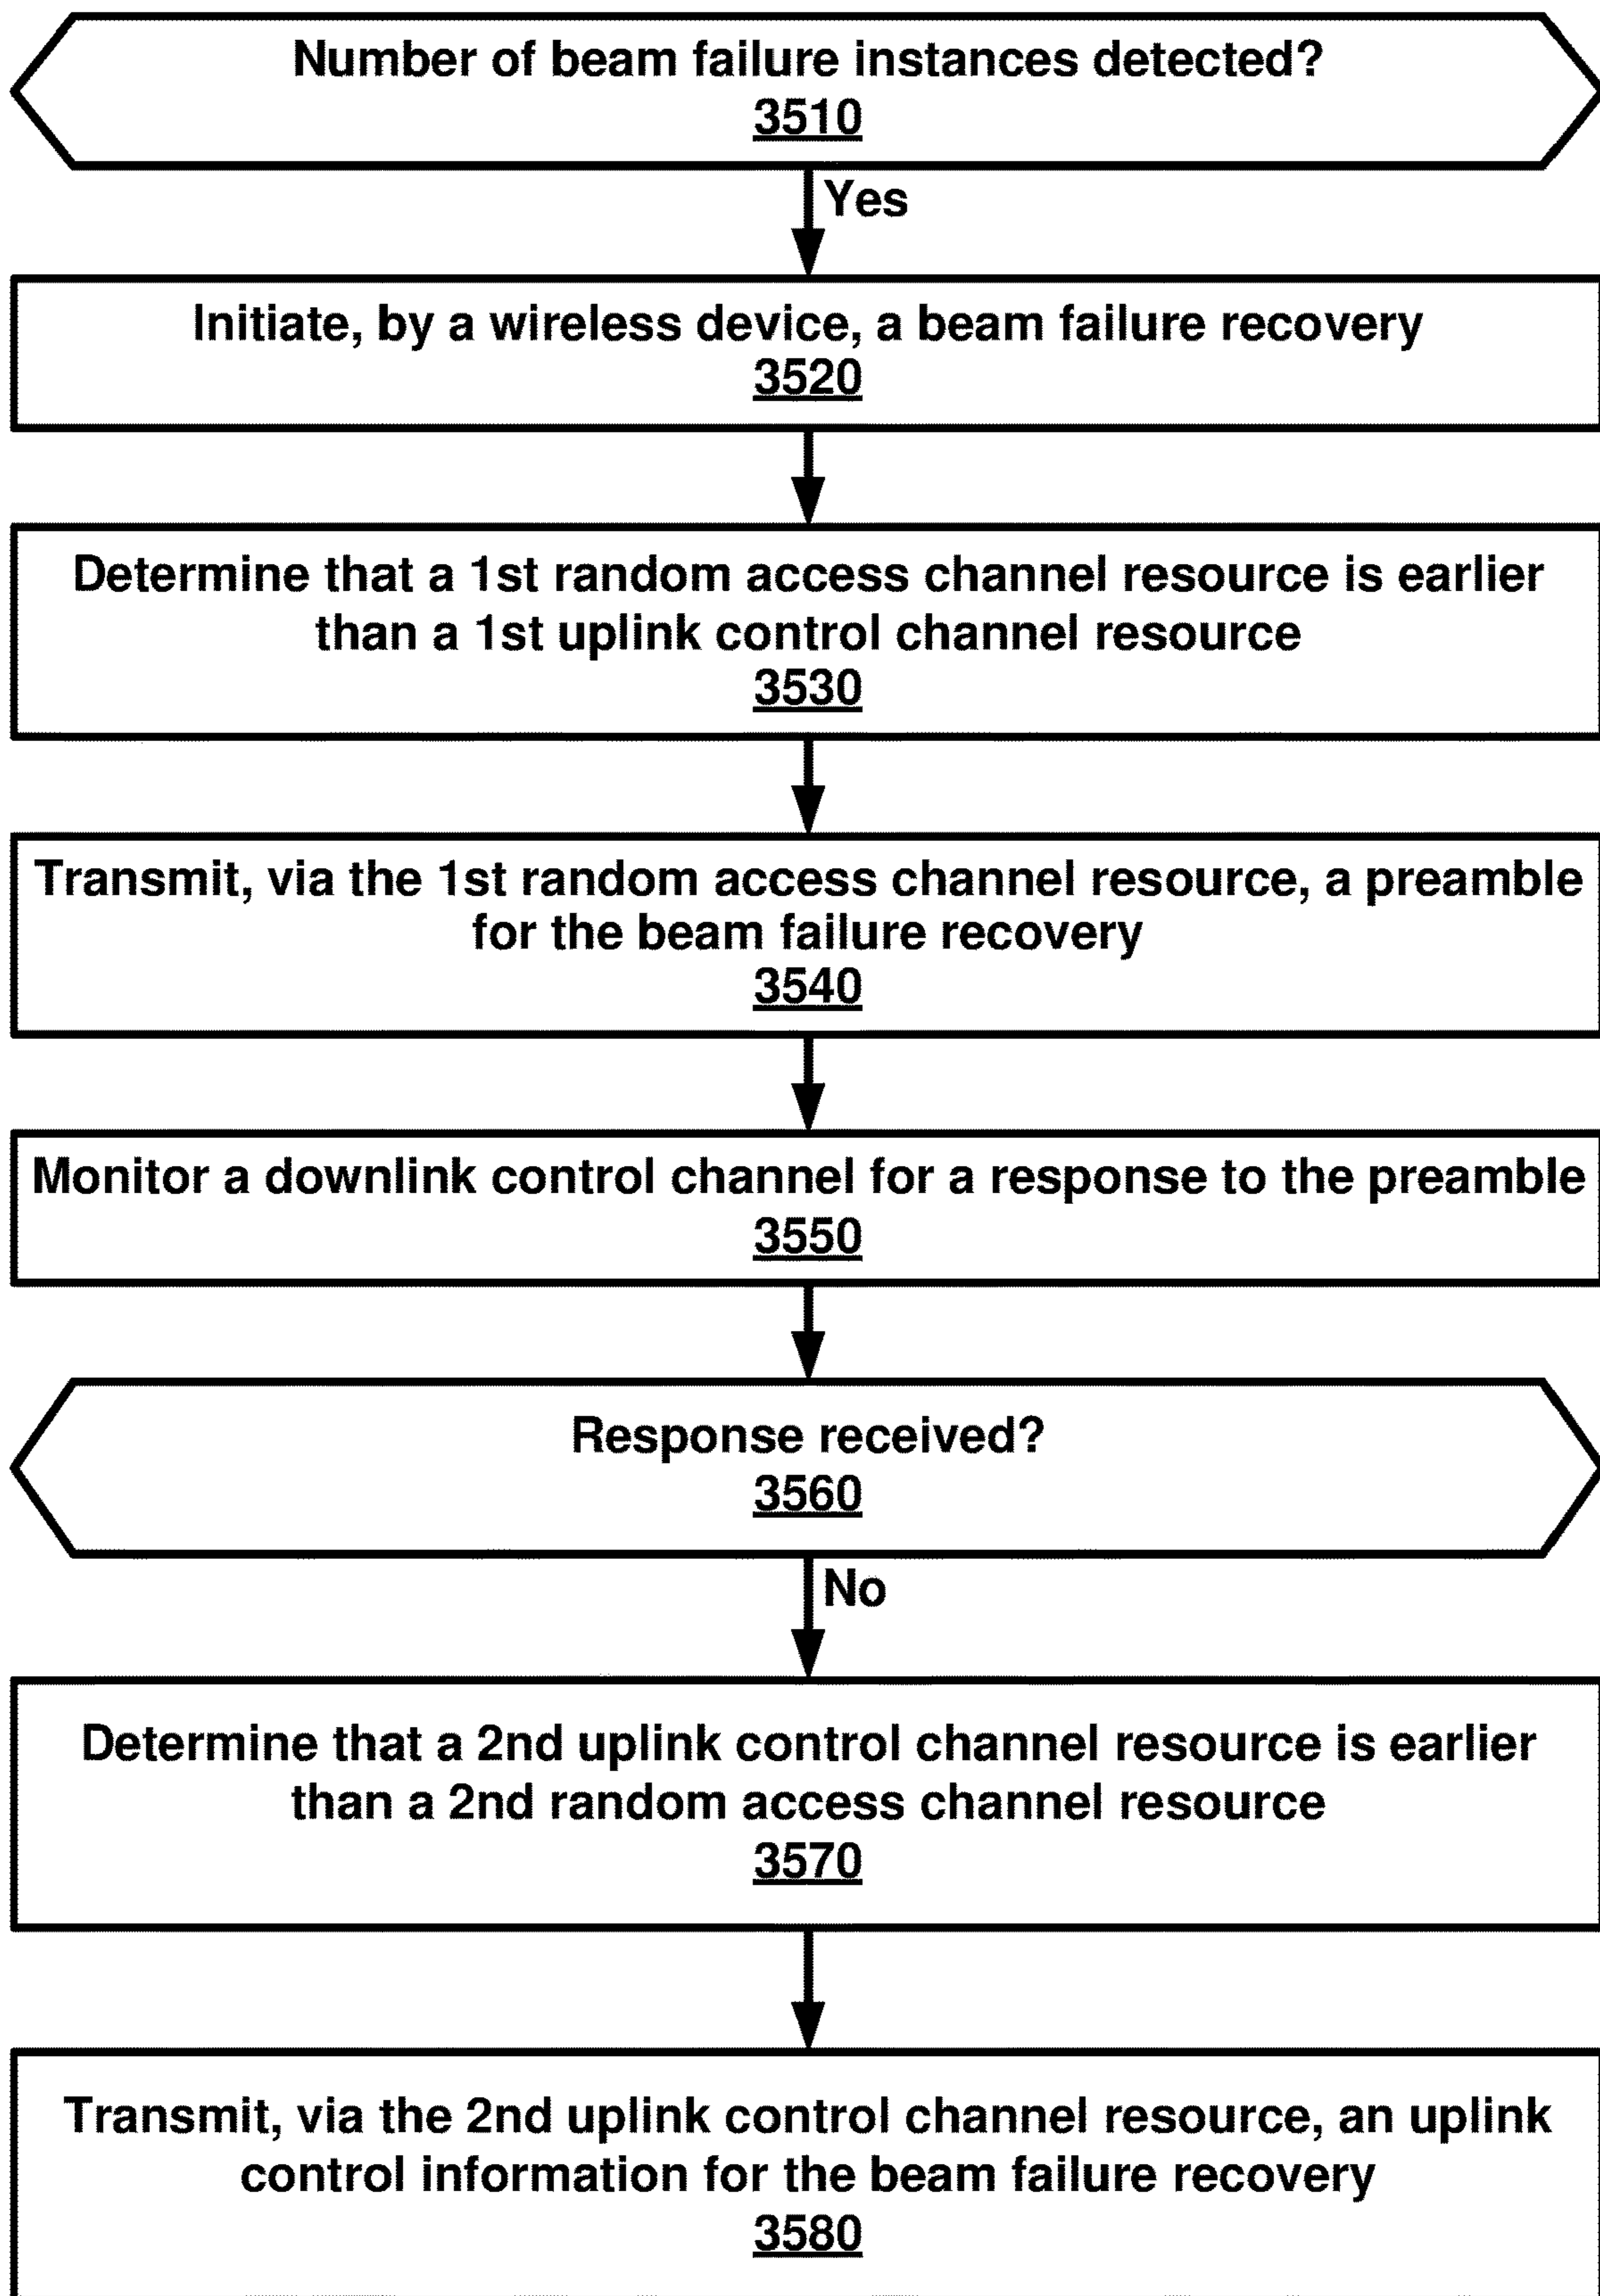 Number of beam failure instances detected?
3510
Yes
Initiate, by a wireless device, a beam failure recovery
3520
Determine that a 1st random access channel resource is earlier
than a 1st uplink control channel resource
3530
Transmit, via the 1st random access channel resource, a preamble
for the beam failure recovery
3540
Monitor a downlink control channel for a response to the preamble
3550
Response received?
3560
No
Determine that a 2nd uplink control channel resource is earlier
than a 2nd random access channel resource
3570
Transmit, via the 2nd uplink control channel resource, an uplink
control information for the beam failure recovery
3580